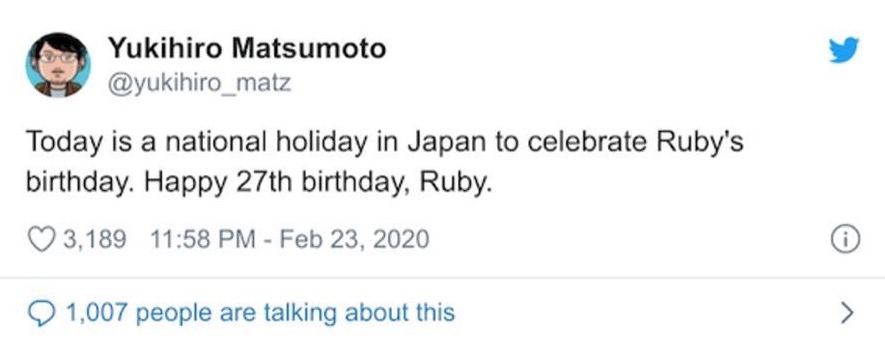 Yukihiro Matsumoto
@yukihiro_matz
Today is a national holiday in Japan to celebrate Ruby's
birthday. Happy 27th birthday, Ruby.
3,189 11:58 PM - Feb 23, 2020
1,007 people are talking about this